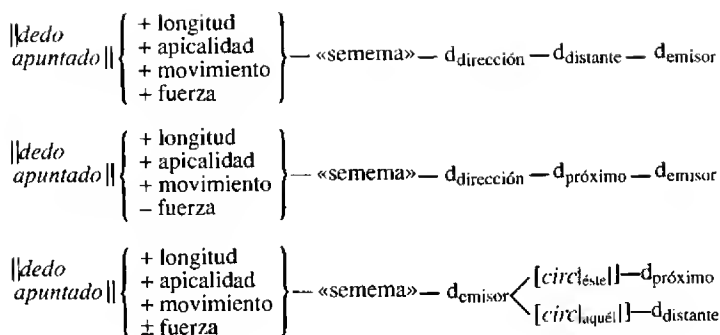 + longitud
||dedo + apicalidad
apuntado|| + movimiento — «semema» — d dirección — d distante — d emisor
+ fuerza
+ longitud
||dedo + apicalidad
apuntado|| + movimiento — «semema» — d dirección — d próximo — d emisor
– fuerza
+ longitud
||dedo + apicalidad [circ|éste|]—d próximo
apuntado|| + movimiento — «semema» — d emisor
± fuerza [circ|aquél|]—d distante